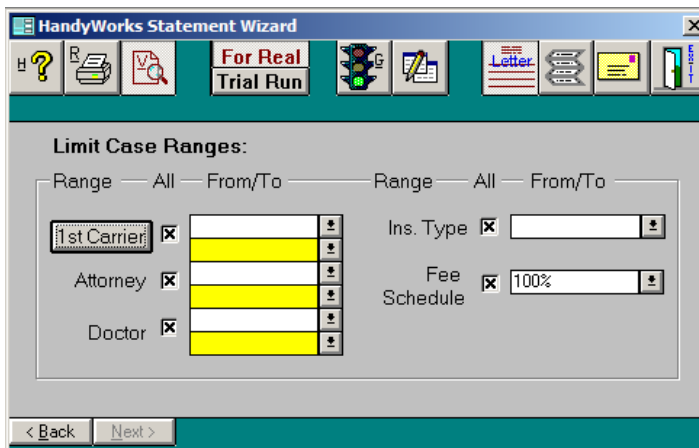 HandyWorks Statement Wizard
H ? R V For Real G Letter EXIT
Trial Run
Limit Case Ranges:
Range All From/To Range All From/To
1st Carrier Ins. Type
Attorney Fee Schedule 100%
Doctor
< Back Next >